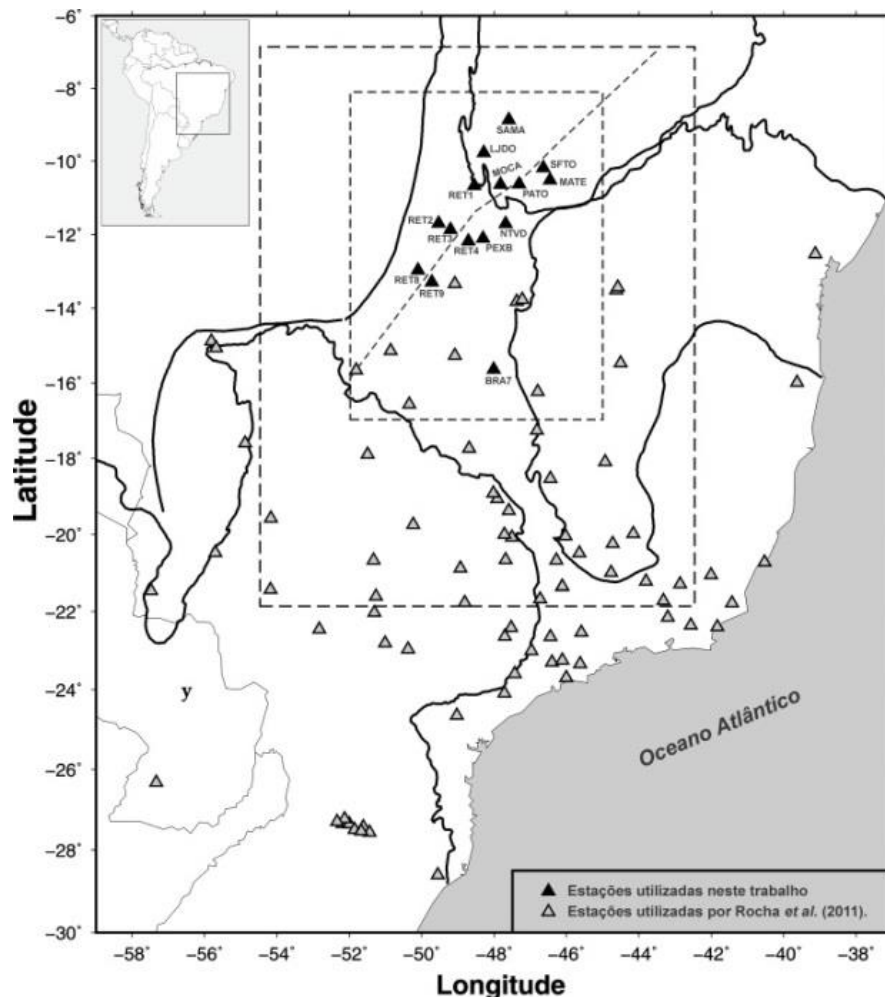 −6˚
−8˚
−10˚
−12˚
−14˚
−16˚
−18˚
−20˚
−22˚
−24˚
−26˚
−28˚
−30˚
Latitude
SAMA
LJDO
MOCA
SFTO
RET1
PATO
MATE
RET2
RET3
NTVD
RET4
PEXB
RET8
RET9
BRA7
y
Oceano Atlântico
Estações utilizadas neste trabalho
Estações utilizadas por Rocha et al. (2011).
−58˚ −56˚ −54˚ −52˚ −50˚ −48˚ −46˚ −44˚ −42˚ −40˚ −38˚
Longitude